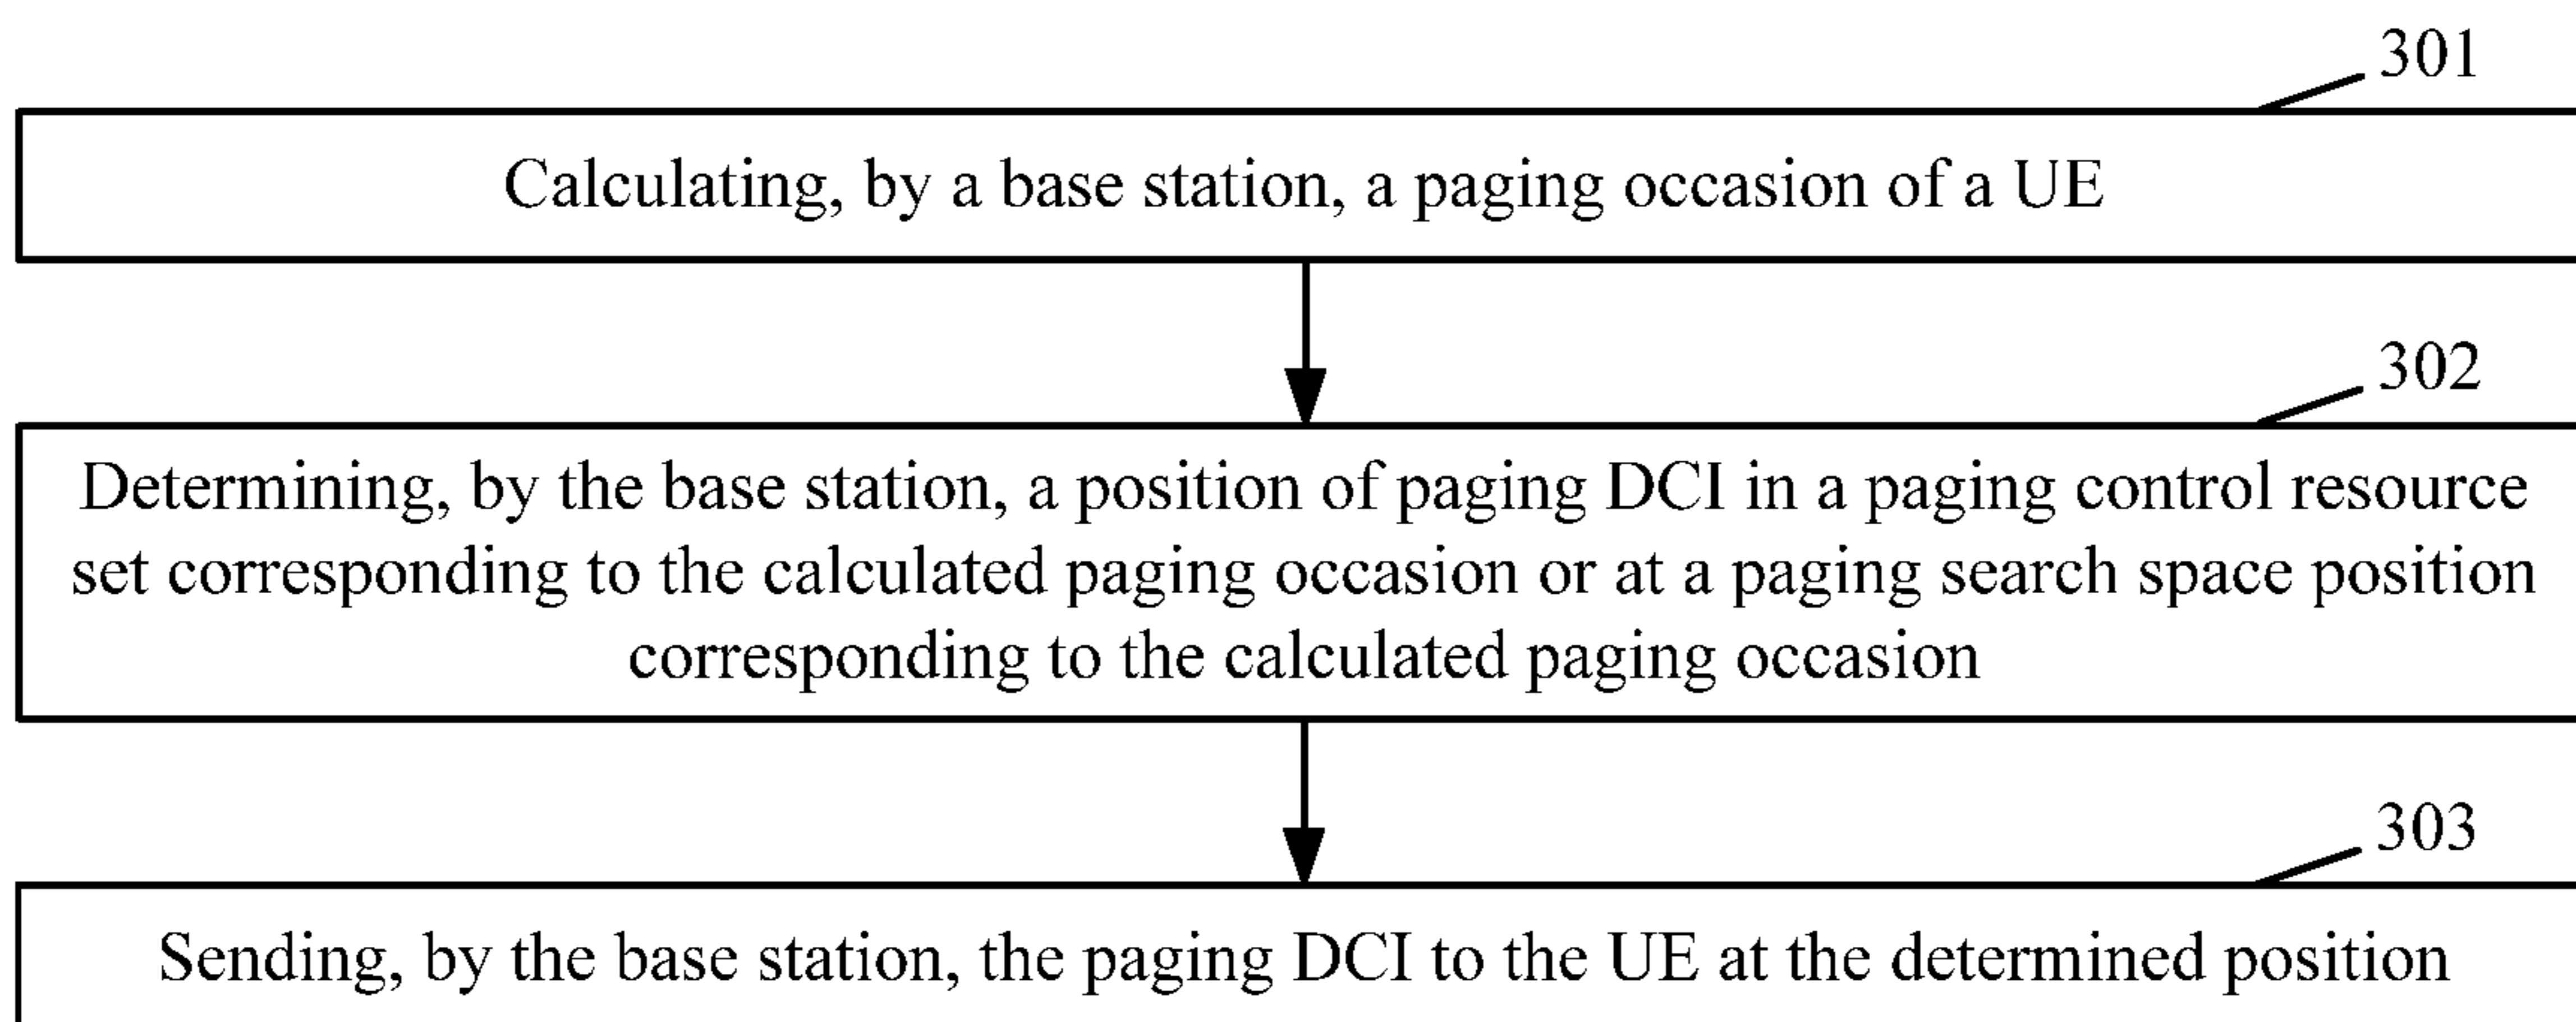 301
Calculating, by a base station, a paging occasion of a UE
302
Determining, by the base station, a position of paging DCI in a paging control resource
set corresponding to the calculated paging occasion or at a paging search space position
corresponding to the calculated paging occasion
303
Sending, by the base station, the paging DCI to the UE at the determined position